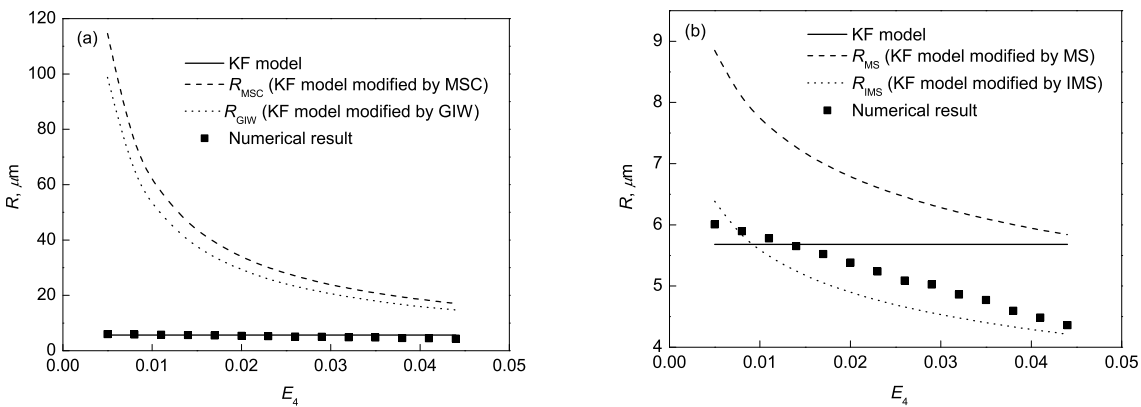 (a)
KF model
R_MSC (KF model modified by MSC)
R_GIW (KF model modified by GIW)
Numerical result
120
100
80
60
40
20
0
R, μm
0.00 0.01 0.02 0.03 0.04 0.05
E_4
(b)
KF model
R_MS (KF model modified by MS)
R_IMS (KF model modified by IMS)
Numerical result
9
8
7
6
5
4
R, μm
0.00 0.01 0.02 0.03 0.04 0.05
E_4